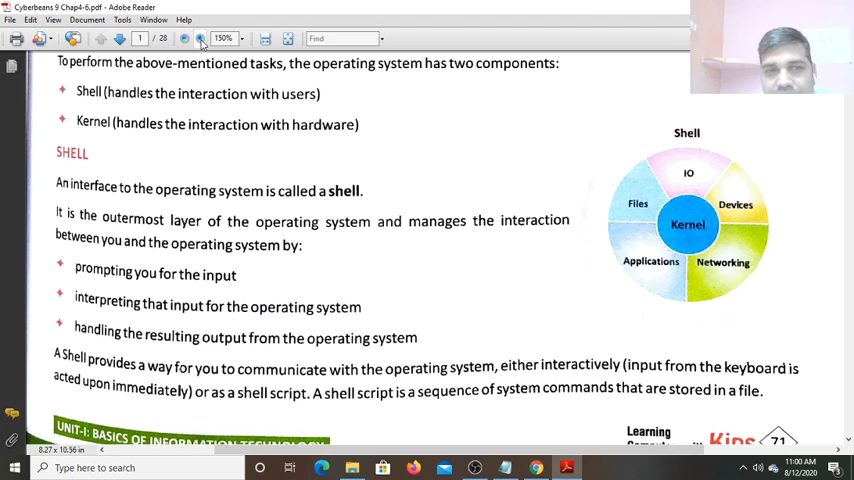 Cyberbeans 9 Chap4-6.pdf - Adobe Reader
File Edit View Document Tools Window Help
1 / 28 150% Find
To perform the above-mentioned tasks, the operating system has two components:
Shell (handles the interaction with users)
Kernel (handles the interaction with hardware)
SHELL
An interface to the operating system is called a shell.
It is the outermost layer of the operating system and manages the interaction
between you and the operating system by:
prompting you for the input
interpreting that input for the operating system
handling the resulting output from the operating system
Shell
IO
Files
Devices
Kernel
Applications
Networking
A Shell provides a way for you to communicate with the operating system, either interactively (input from the keyboard is
acted upon immediately) or as a shell script. A shell script is a sequence of system commands that are stored in a file.
UNIT-I: BASICS OF INFORMATION TECHNOLOGY
Learning
Computer with Kips 71
8.27 x 10.56 in
Type here to search
11:00 AM
8/12/2020
3